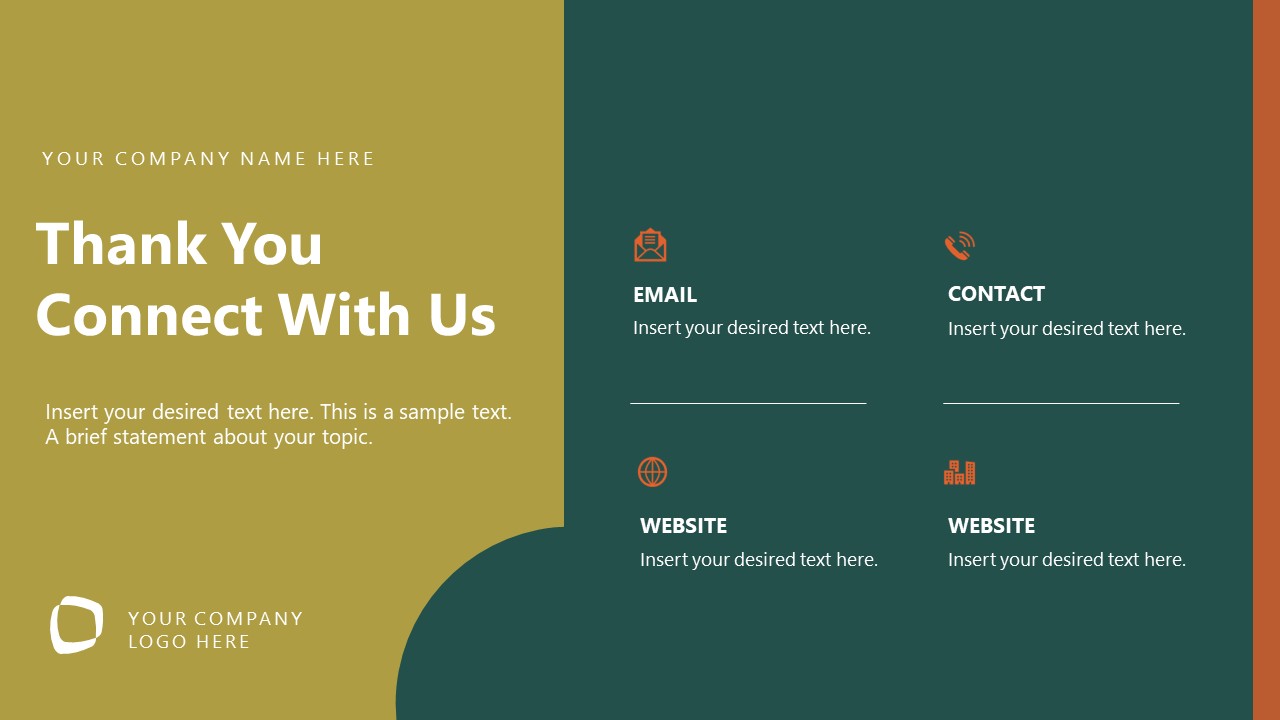 YOUR COMPANY NAME HERE
Thank You
Connect With Us
Insert your desired text here. This is a sample text.
A brief statement about your topic.
YOUR COMPANY
LOGO HERE
EMAIL
Insert your desired text here.
CONTACT
Insert your desired text here.
WEBSITE
Insert your desired text here.
WEBSITE
Insert your desired text here.